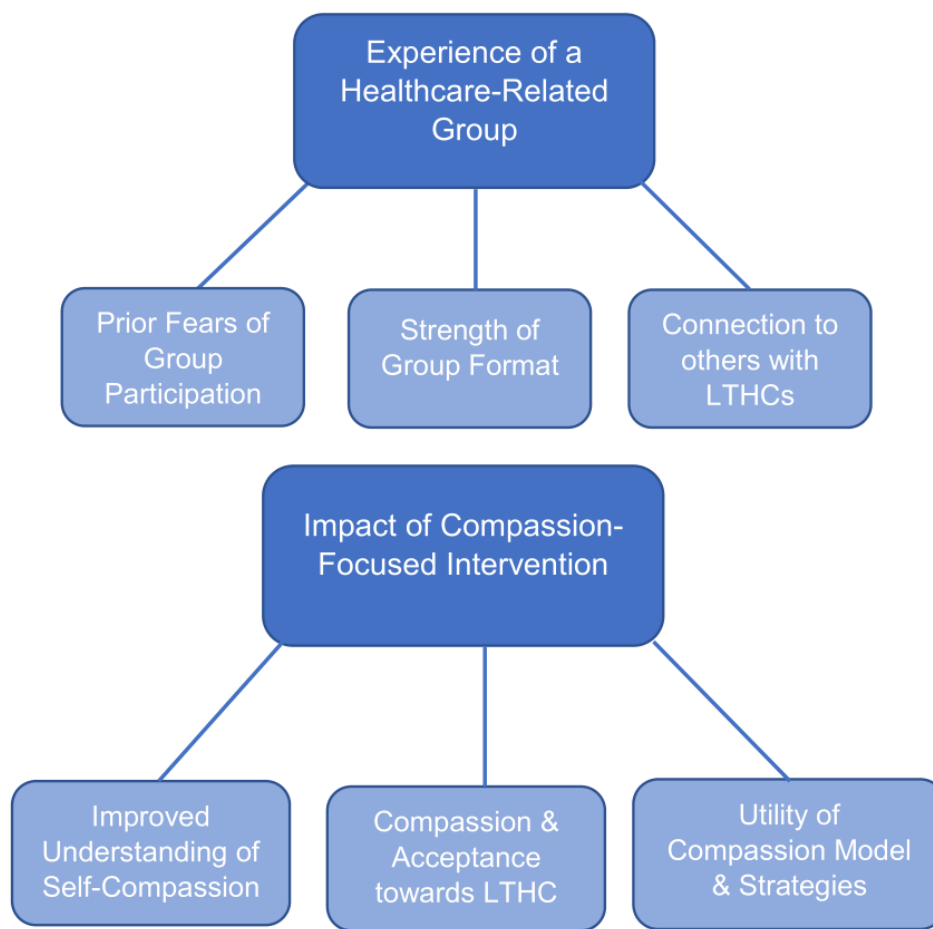 Experience of a
Healthcare-Related
Group
Prior Fears of
Group
Participation
Strength of
Group Format
Connection to
others with
LTHCs
Impact of Compassion-
Focused Intervention
Improved
Understanding of
Self-Compassion
Compassion &
Acceptance
towards LTHC
Utility of
Compassion Model
& Strategies